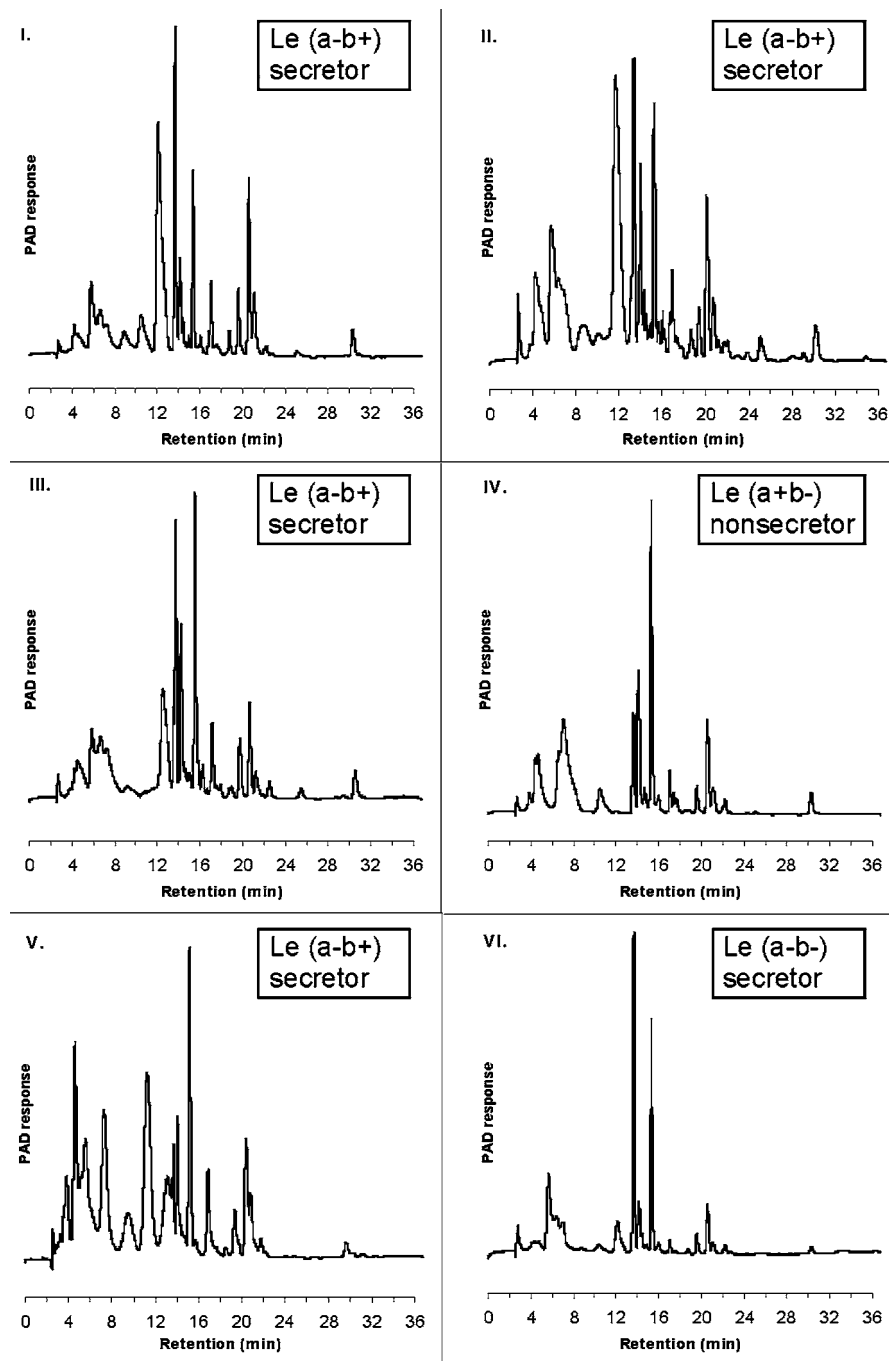 I.
Le (a-b+)
secretor
PAD response
0 4 8 12 16 20 24 28 32 36
Retention (min)
II.
Le (a-b+)
secretor
PAD response
0 4 8 12 16 20 24 28 32 36
Retention (min)
III.
Le (a-b+)
secretor
PAD response
0 4 8 12 16 20 24 28 32 36
Retention (min)
IV.
Le (a+b-)
nonsecretor
PAD response
0 4 8 12 16 20 24 28 32 36
Retention (min)
V.
Le (a-b+)
secretor
PAD response
0 4 8 12 16 20 24 28 32 36
Retention (min)
VI.
Le (a-b-)
secretor
PAD response
0 4 8 12 16 20 24 28 32 36
Retention (min)